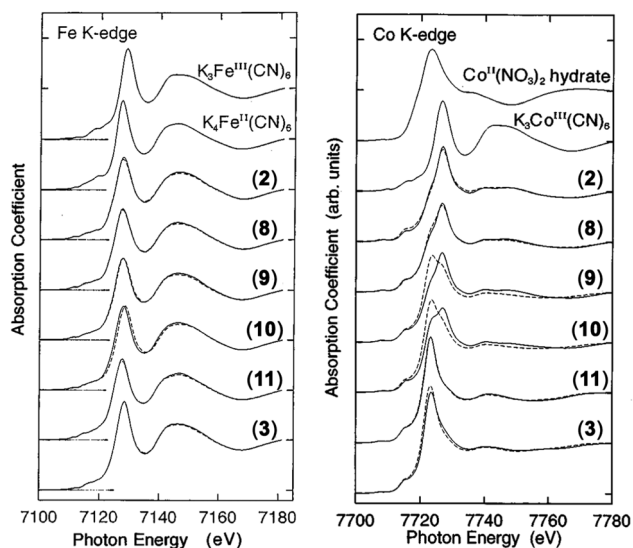 Fe K-edge
K₃Feᴵᴵᴵ(CN)₆
K₄Feᴵᴵ(CN)₆
(2)
(8)
(9)
(10)
(11)
(3)
Absorption Coefficient
7100 7120 7140 7160 7180
Photon Energy (eV)
Co K-edge
Coᴵᴵ(NO₃)₂ hydrate
K₃Coᴵᴵᴵ(CN)₆
(2)
(8)
(9)
(10)
(11)
(3)
Absorption Coefficient (arb. units)
7700 7720 7740 7760 7780
Photon Energy (eV)